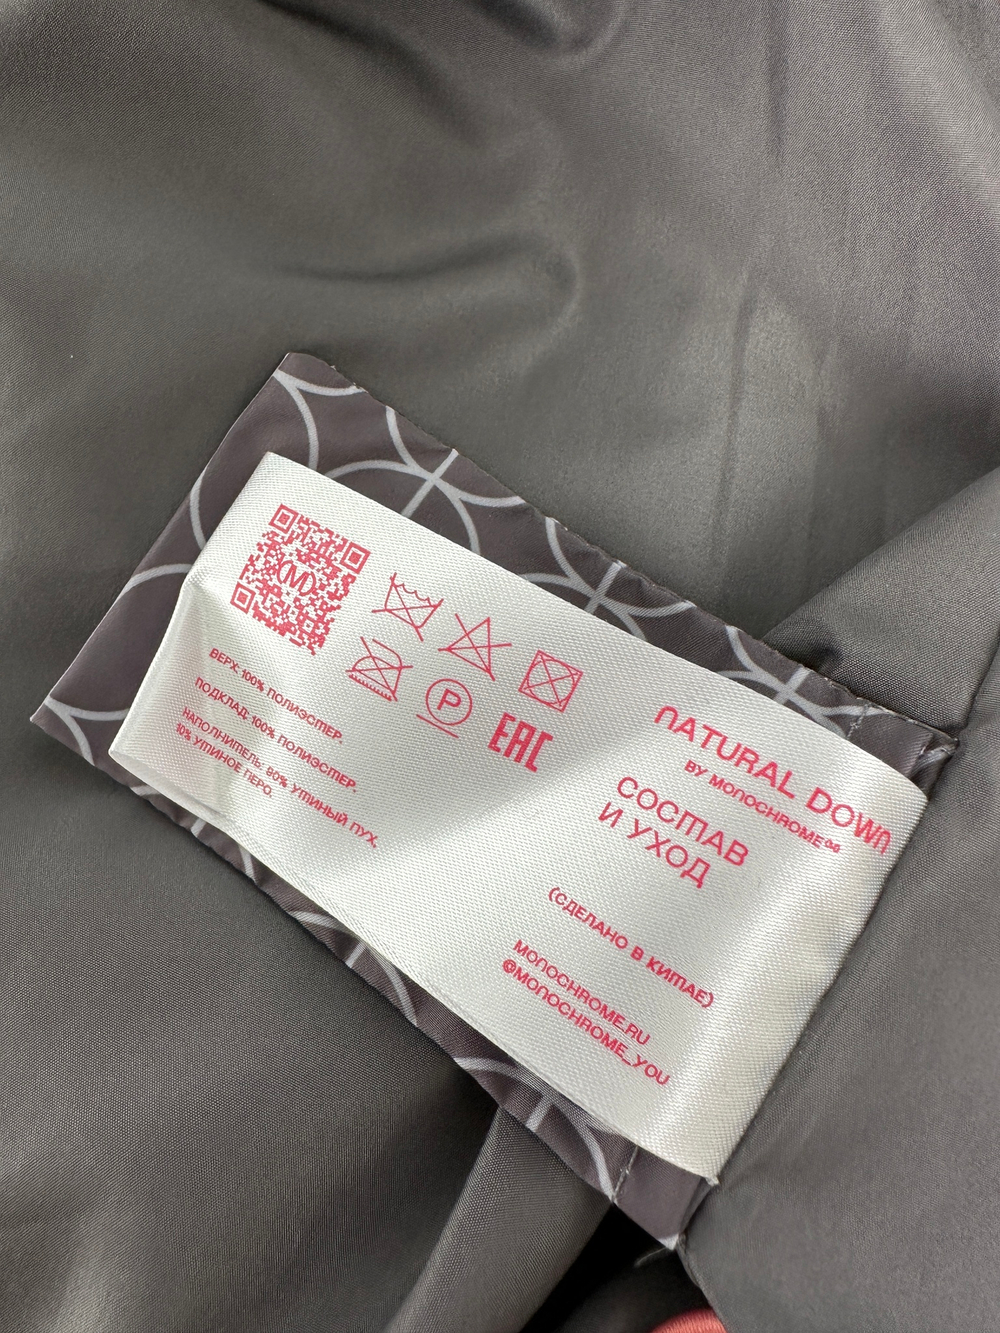 NATURAL DOWN
BY MONOCHROME
СОСТАВ
И УХОД
(СДЕЛАНО В КИТАЕ)
MONOCHROME.RU
@MONOCHROME_YOU
(M)
P
EAC
ВЕРХ: 100% ПОЛИЭСТЕР.
ПОДКЛАД: 100% ПОЛИЭСТЕР.
НАПОЛНИТЕЛЬ: 90% УТИНЫЙ ПУХ,
10% УТИНОЕ ПЕРО.